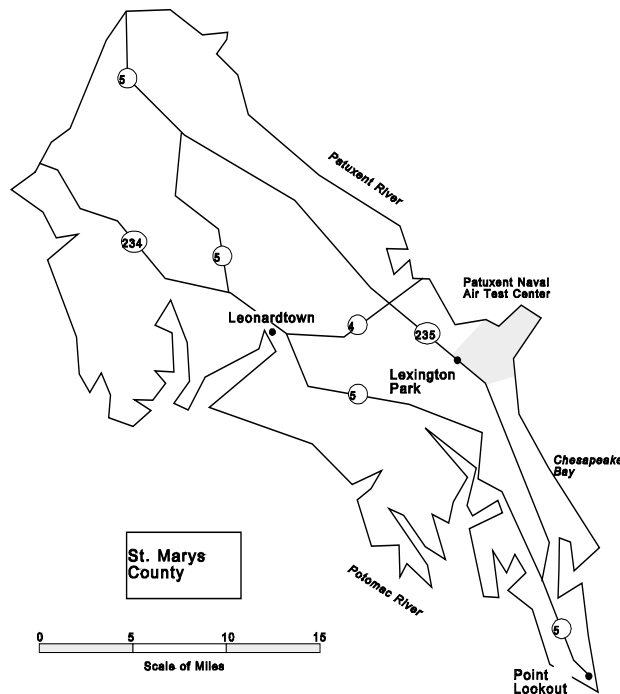 5
Patuxent River
234
5
Patuxent Naval
Air Test Center
Leonardtown
4
235
Lexington
Park
5
Chesapeake
Bay
St. Marys
County
Potomac River
5
0 5 10 15
Scale of Miles
Point
Lookout